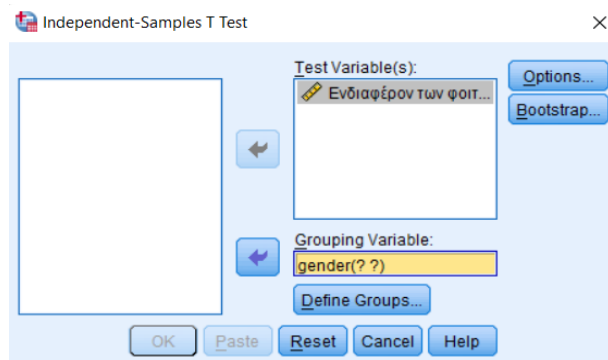 Independent-Samples T Test
Test Variable(s):
Ενδιαφέρον των φοιτ...
Options...
Bootstrap...
Grouping Variable:
gender(? ?)
Define Groups...
OK
Paste
Reset
Cancel
Help